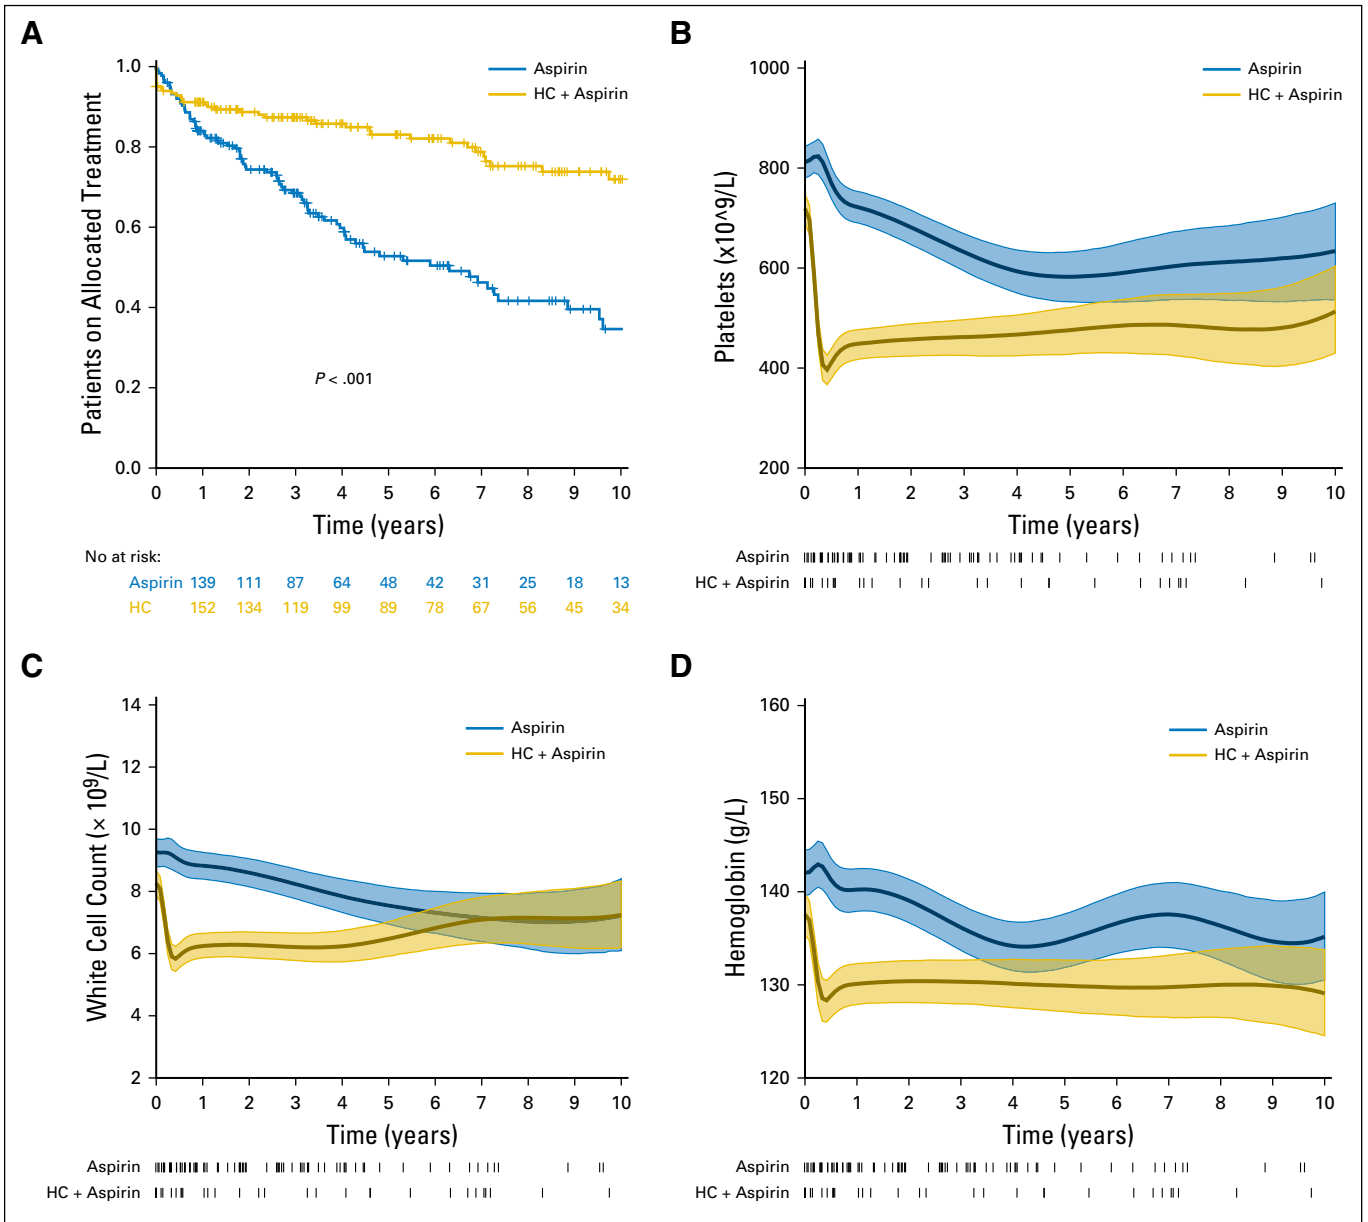 A
1.0
0.8
0.6
0.4
0.2
0.0
Patients on Allocated Treatment
Aspirin
HC + Aspirin
P < .001
0 1 2 3 4 5 6 7 8 9 10
Time (years)
No at risk:
Aspirin 139 111 87 64 48 42 31 25 18 13
HC 152 134 119 99 89 78 67 56 45 34
B
1000
800
600
400
200
Platelets (x10^9/L)
Aspirin
HC + Aspirin
0 1 2 3 4 5 6 7 8 9 10
Time (years)
Aspirin
HC + Aspirin
C
14
12
10
8
6
4
2
White Cell Count (× 10⁹/L)
Aspirin
HC + Aspirin
0 1 2 3 4 5 6 7 8 9 10
Time (years)
Aspirin
HC + Aspirin
D
160
150
140
130
120
Hemoglobin (g/L)
Aspirin
HC + Aspirin
0 1 2 3 4 5 6 7 8 9 10
Time (years)
Aspirin
HC + Aspirin